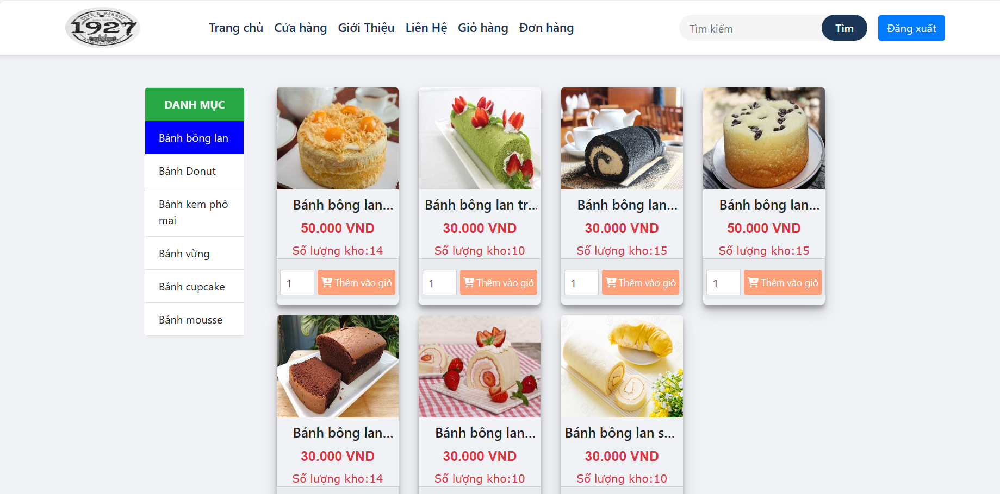 CAFÉ & BAKERY
1927
RICHMOND, VIRGINIA
Trang chủ
Cửa hàng
Giới Thiệu
Liên Hệ
Giỏ hàng
Đơn hàng
Tìm kiếm
Tìm
Đăng xuất
DANH MỤC
Bánh bông lan
Bánh Donut
Bánh kem phô
mai
Bánh vừng
Bánh cupcake
Bánh mousse
Bánh bông lan...
50.000 VND
Số lượng kho:14
1
Thêm vào giỏ
Bánh bông lan tr...
30.000 VND
Số lượng kho:10
1
Thêm vào giỏ
Bánh bông lan...
30.000 VND
Số lượng kho:15
1
Thêm vào giỏ
Bánh bông lan...
50.000 VND
Số lượng kho:15
1
Thêm vào giỏ
Bánh bông lan...
30.000 VND
Số lượng kho:14
Bánh bông lan...
30.000 VND
Số lượng kho:10
Bánh bông lan s...
30.000 VND
Số lượng kho:10